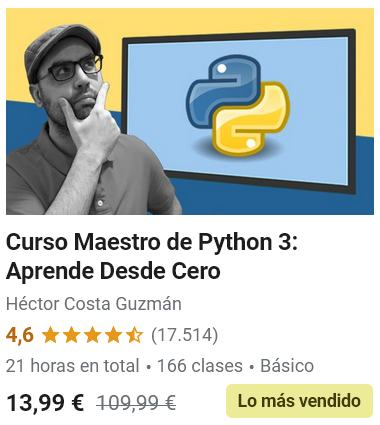 Curso Maestro de Python 3:
Aprende Desde Cero
Héctor Costa Guzmán
4,6 (17.514)
21 horas en total • 166 clases • Básico
13,99 € 109,99 € Lo más vendido